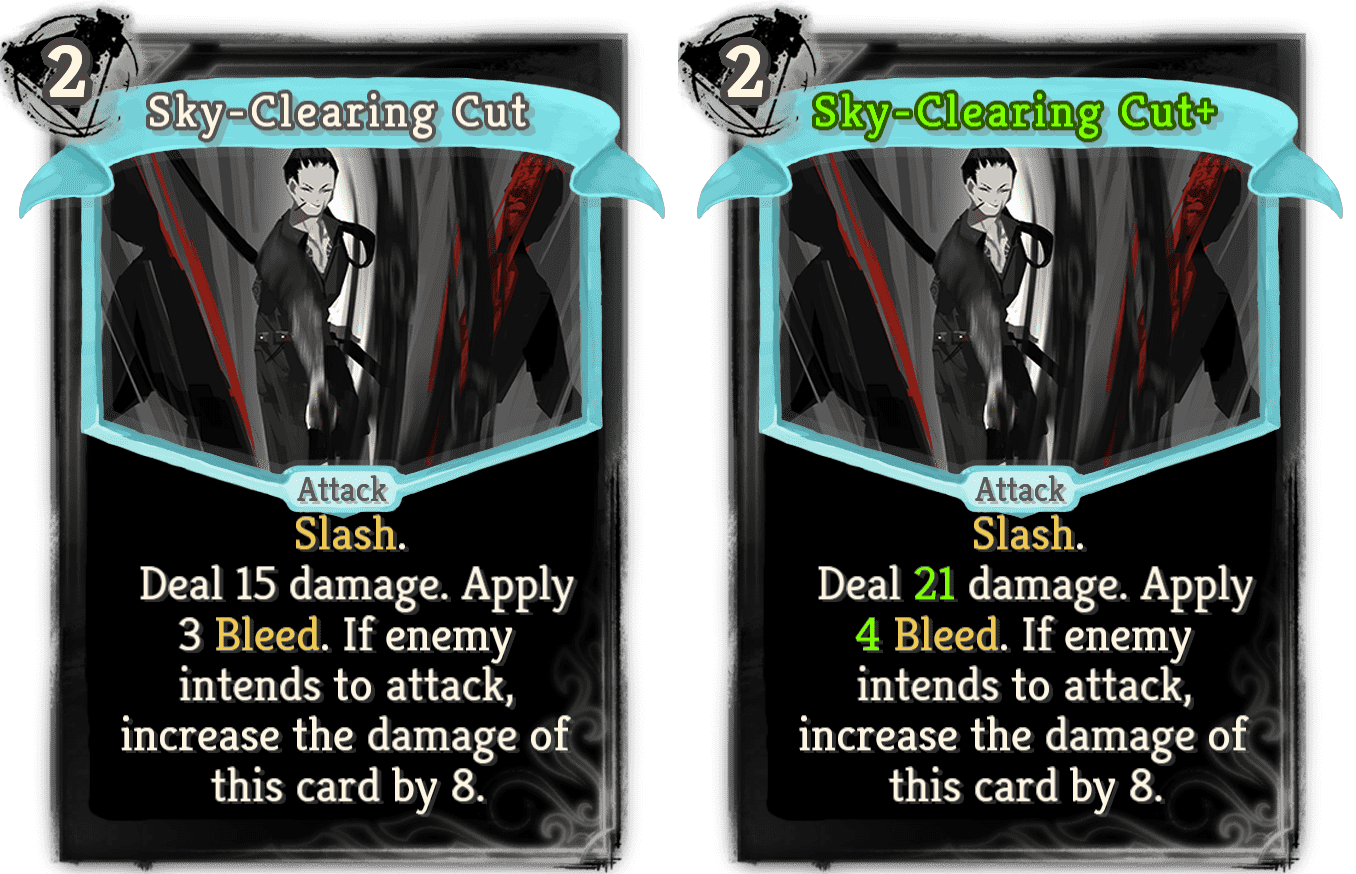 2
Sky-Clearing Cut
Attack
Slash.
Deal 15 damage. Apply
3 Bleed. If enemy
intends to attack,
increase the damage of
this card by 8.
2
Sky-Clearing Cut+
Attack
Slash.
Deal 21 damage. Apply
4 Bleed. If enemy
intends to attack,
increase the damage of
this card by 8.